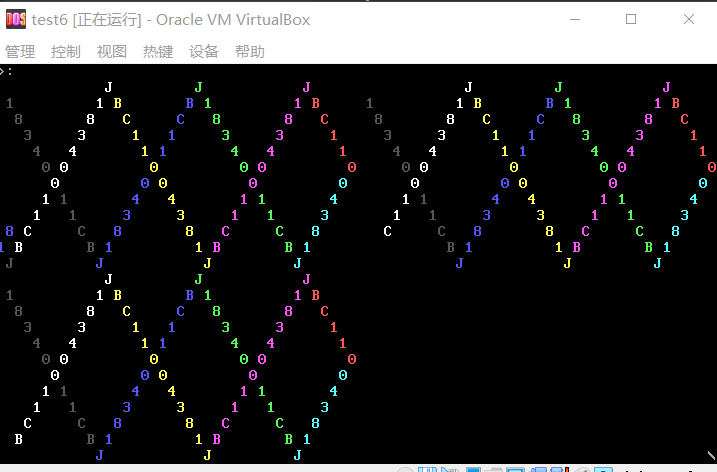 DOS test6 [正在运行] - Oracle VM VirtualBox
管理 控制 视图 热键 设备 帮助
>:
J J J J J J
1 1 B B 1 1 B 1 1 B B 1 1 B
8 8 C C 8 8 C 8 8 C C 8 8 C
3 3 1 1 3 3 1 3 3 1 1 3 3 1
4 4 1 1 4 4 1 4 4 1 1 4 4 1
0 0 0 0 0 0 0 0 0 0 0 0
0 0 0 0 0 0 0 0 0 0
1 1 4 4 1 1 4 1 1 4 4 1 1 4
1 1 3 3 1 1 3 1 1 3 3 1 1 3
8 C C 8 8 C C 8 C C 8 8 C C 8
1 B B 1 1 B B 1 B 1 1 B B 1
J J J J J J J
J J J
1 1 B B 1 1 B
8 8 C C 8 8 C
3 3 1 1 3 3 1
4 4 1 1 4 4 1
0 0 0 0 0 0
0 0 0 0 0
1 1 4 4 1 1 4
1 1 3 3 1 1 3
C C 8 8 C C 8
B B 1 1 B B 1
J J J